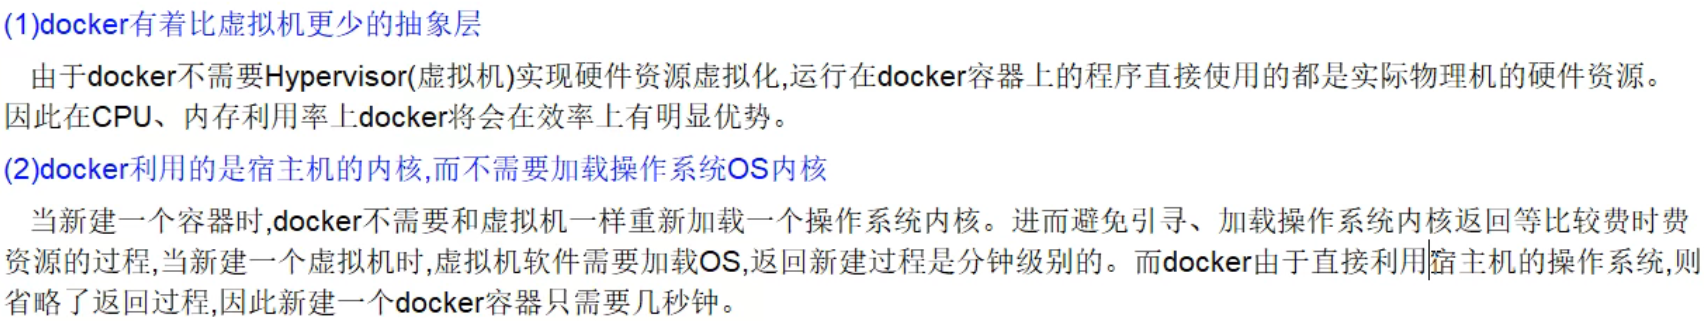 (1)docker有着比虚拟机更少的抽象层
由于docker不需要Hypervisor(虚拟机)实现硬件资源虚拟化,运行在docker容器上的程序直接使用的都是实际物理机的硬件资源。
因此在CPU、内存利用率上docker将会在效率上有明显优势。
(2)docker利用的是宿主机的内核,而不需要加载操作系统OS内核
当新建一个容器时,docker不需要和虚拟机一样重新加载一个操作系统内核。进而避免引寻、加载操作系统内核返回等比较费时费
资源的过程,当新建一个虚拟机时,虚拟机软件需要加载OS,返回新建过程是分钟级别的。而docker由于直接利用宿主机的操作系统,则
省略了返回过程,因此新建一个docker容器只需要几秒钟。